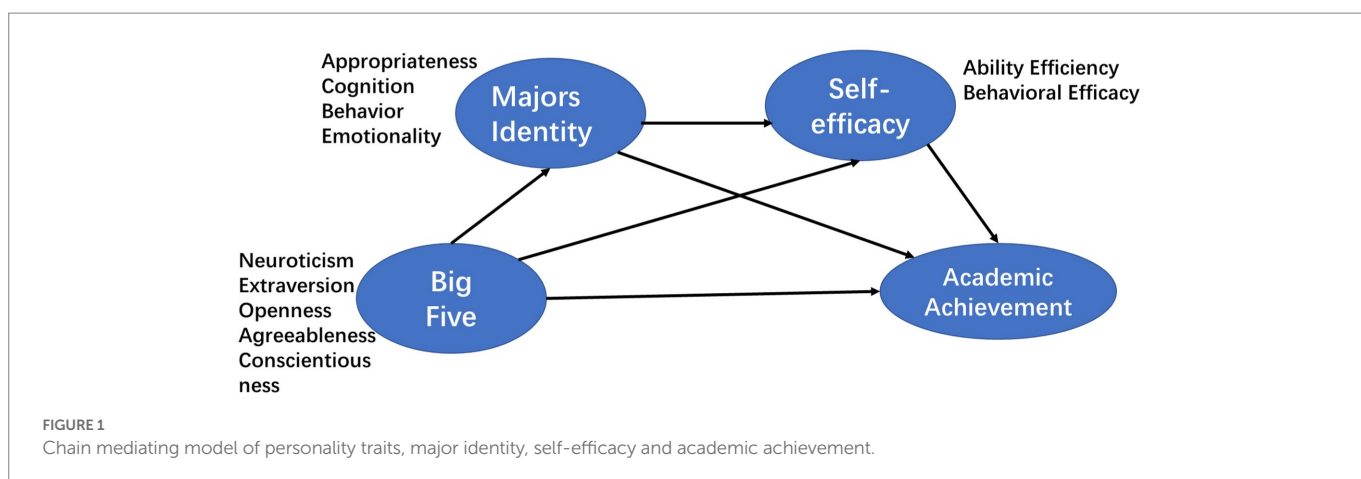 Appropriateness
Cognition
Behavior
Emotionality
Majors
Identity
Self-
efficacy
Ability Efficiency
Behavioral Efficacy
Neuroticism
Extraversion
Openness
Agreeableness
Conscientious
ness
Big
Five
Academic
Achievement
FIGURE 1
Chain mediating model of personality traits, major identity, self-efficacy and academic achievement.